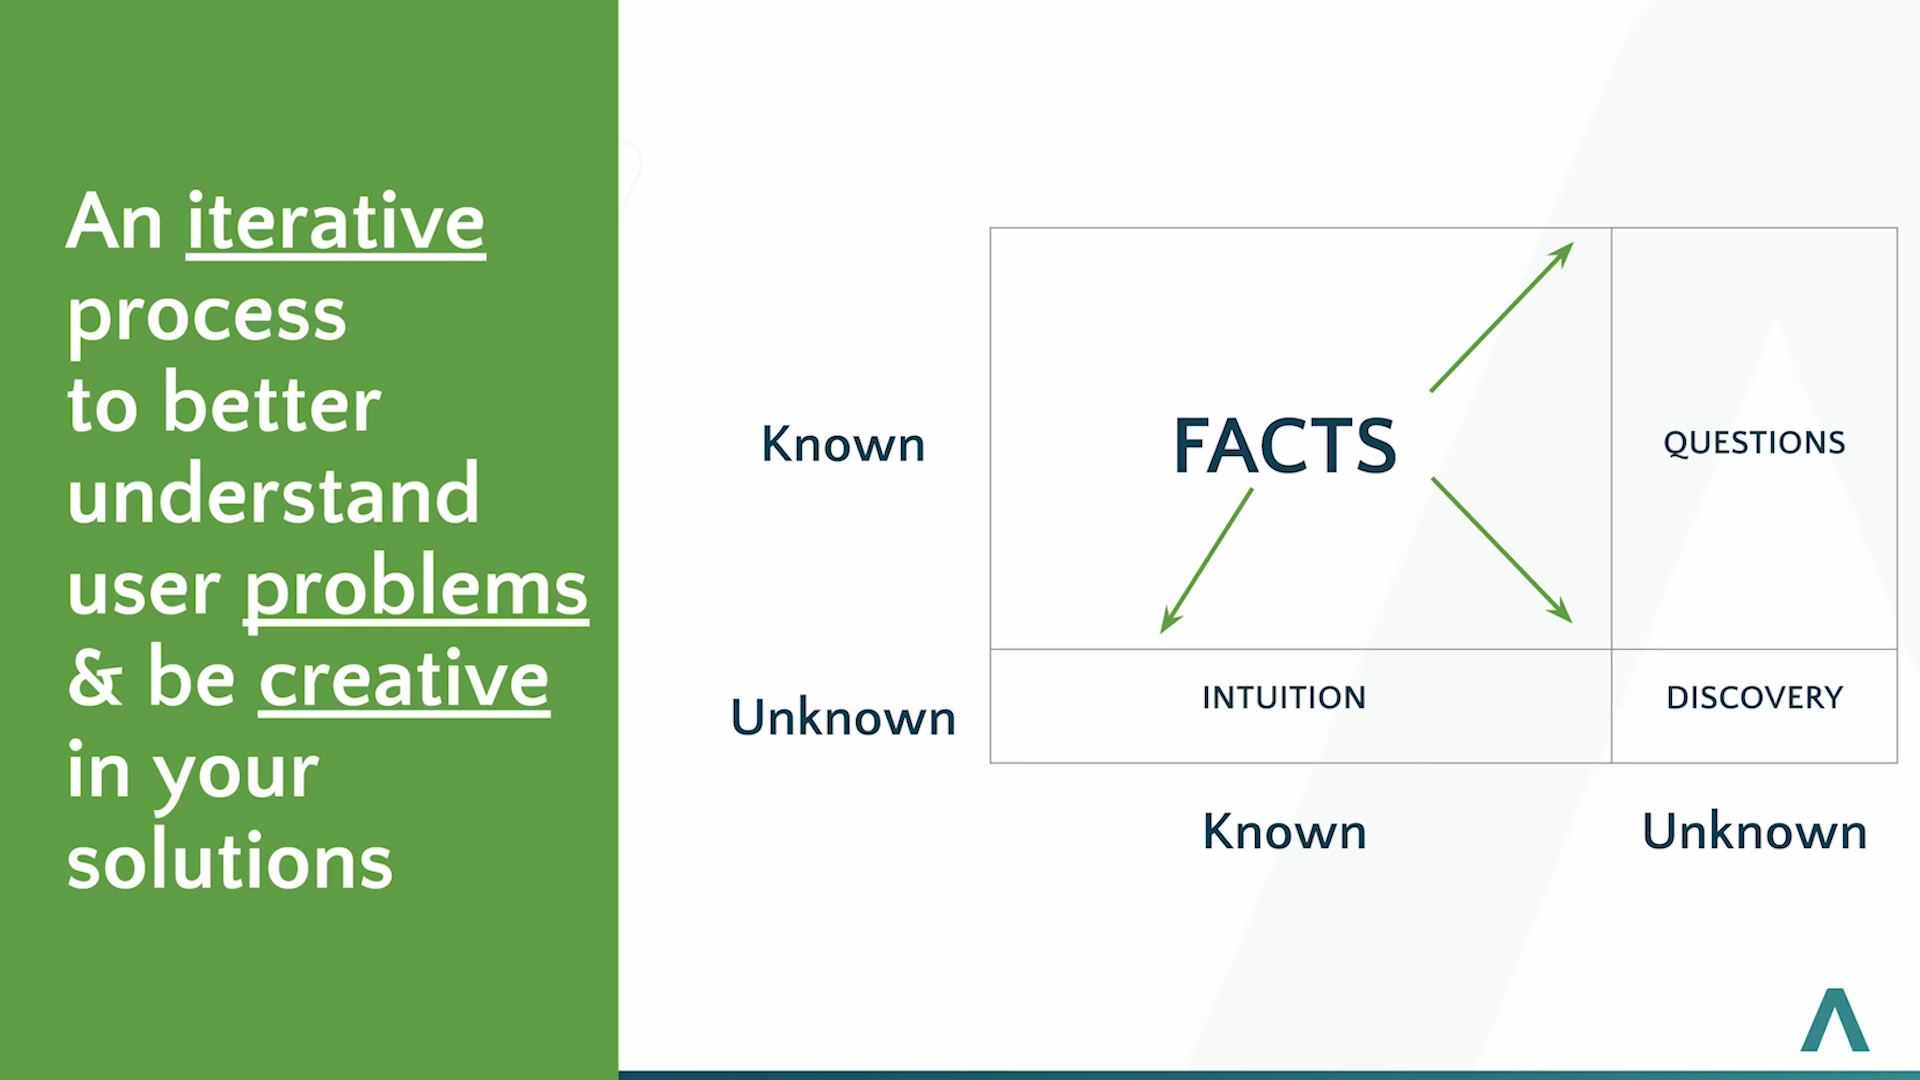 An iterative
process
to better
understand
user problems
& be creative
in your
solutions
Known
FACTS
QUESTIONS
Unknown
INTUITION
DISCOVERY
Known
Unknown